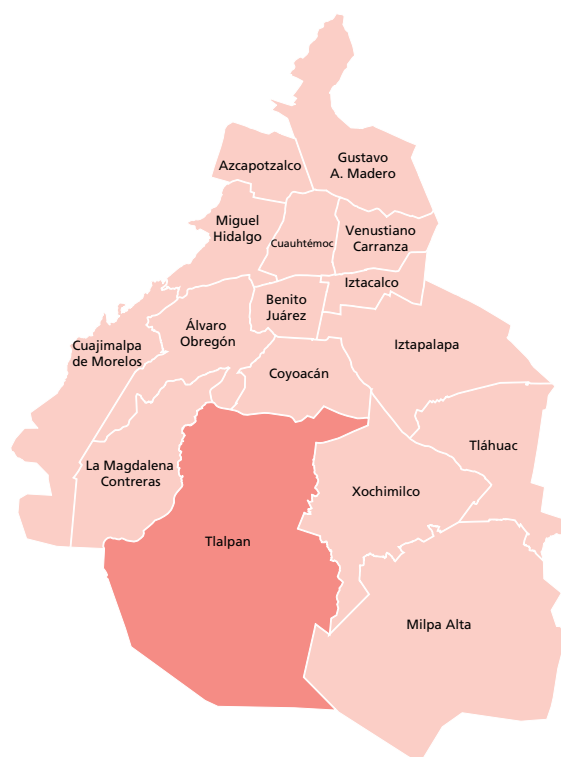 Gustavo
A. Madero
Azcapotzalco
Miguel
Hidalgo
Cuauhtémoc
Venustiano
Carranza
Iztacalco
Benito
Juárez
Álvaro
Obregón
Cuajimalpa
de Morelos
Iztapalapa
Coyoacán
Tláhuac
La Magdalena
Contreras
Xochimilco
Tlalpan
Milpa Alta